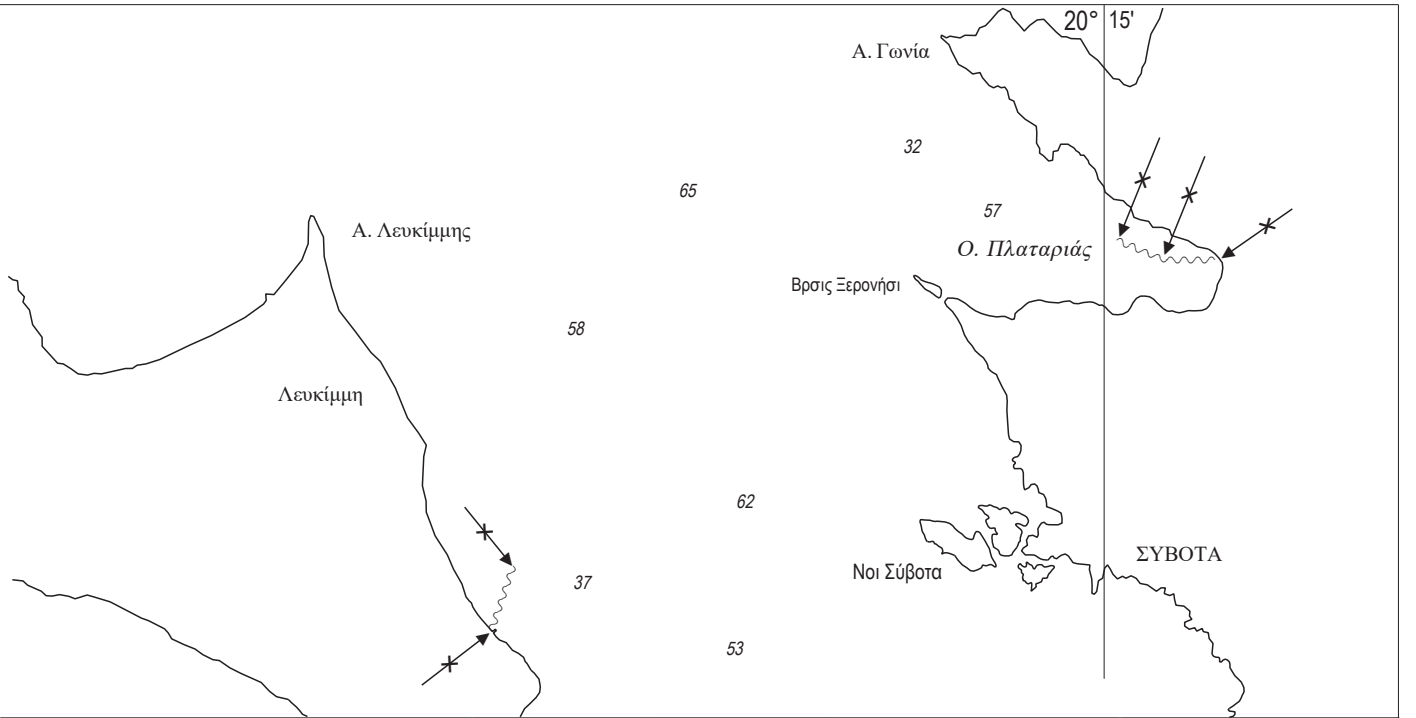 20° 15'
Α. Γωνία
32
65
57
Α. Λευκίμμης
Ο. Πλαταριάς
Βρσις Ξερονήσι
58
Λευκίμμη
62
ΣΥΒΟΤΑ
Νοι Σύβοτα
37
53